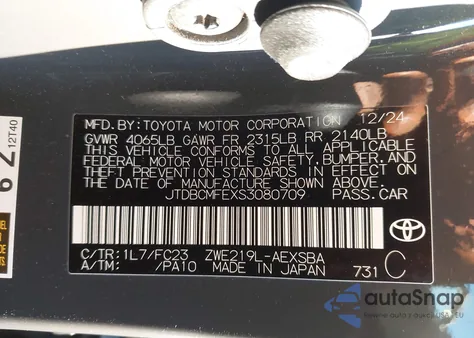 MFD. BY: TOYOTA MOTOR CORPORATION 12/24
GVWR 4065LB GAWR FR 2315LB RR 2140LB
THIS VEHICLE CONFORMS TO ALL APPLICABLE
FEDERAL MOTOR VEHICLE SAFETY, BUMPER, AND
THEFT PREVENTION STANDARDS IN EFFECT ON
THE DATE OF MANUFACTURE SHOWN ABOVE.
JTDBCMFEXS3080709 PASS. CAR
C/TR: 1L7/FC23 ZWE219L-AEXSBA
A/TM: /PA10 MADE IN JAPAN 731 C
12T40
autoSnap